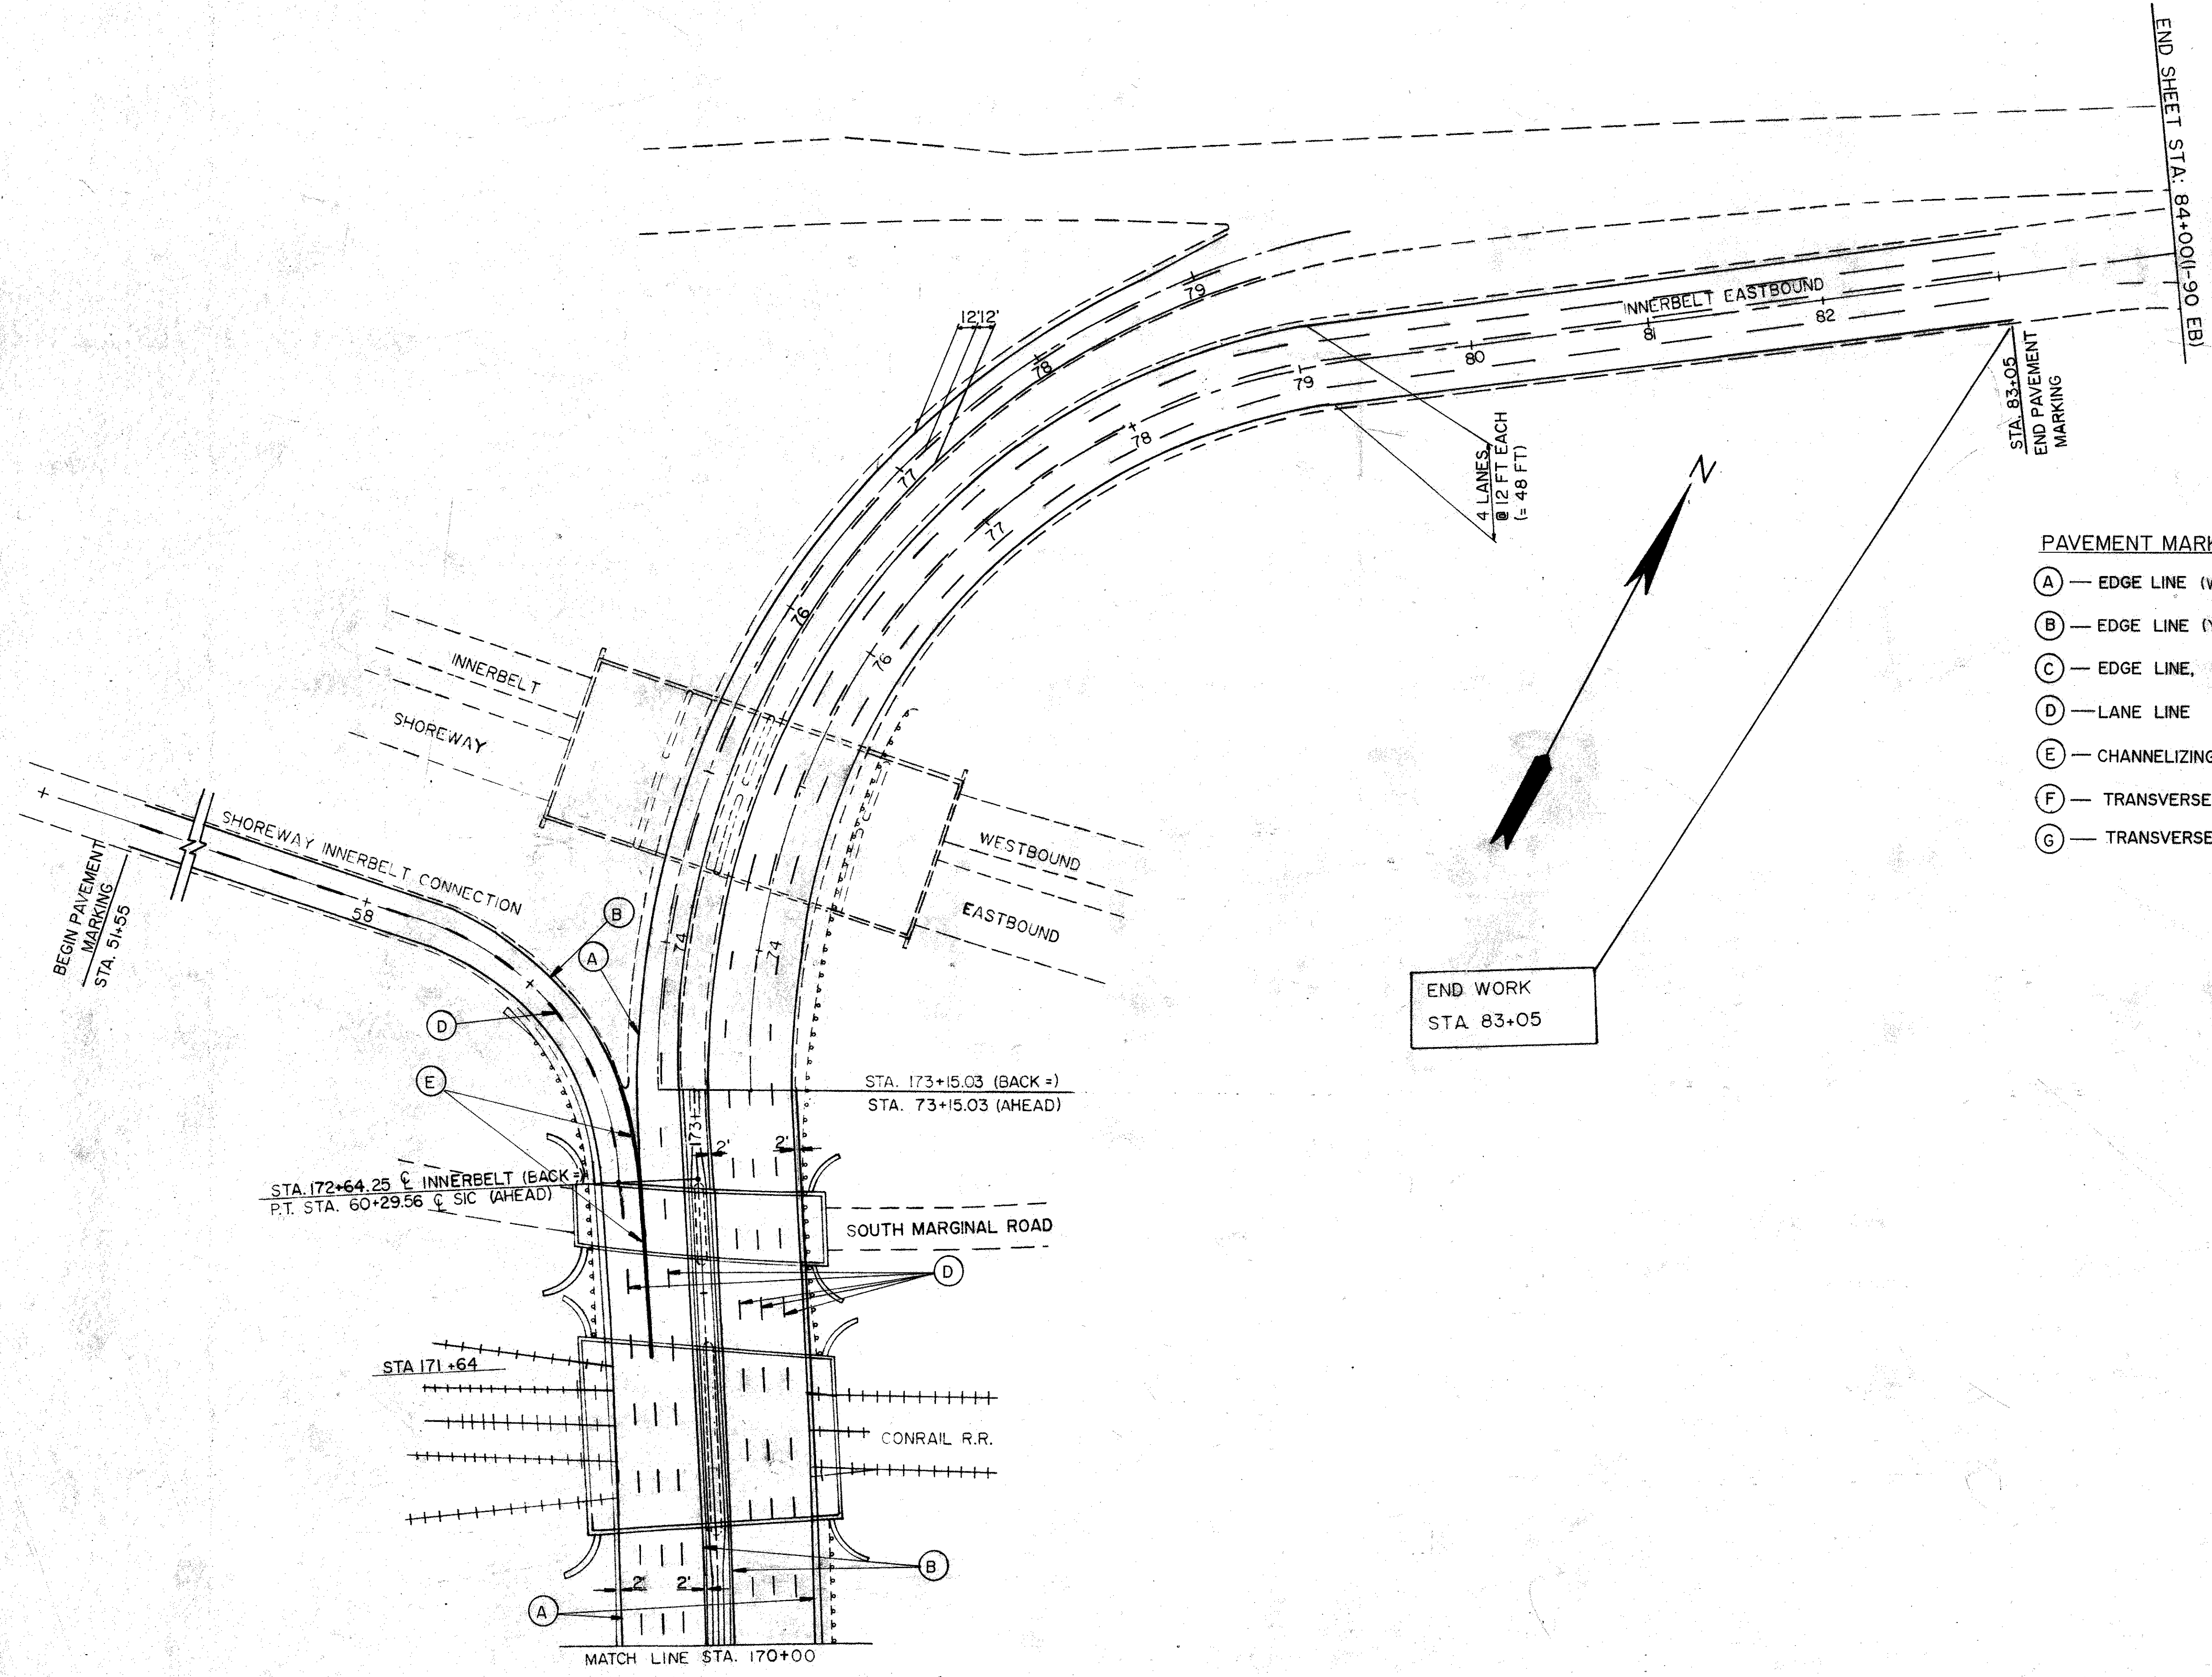 END SHEET STA: 84+00(I-90 EB)
12' 12'
79
78
77
76
74
INNERBELT EASTBOUND
82
81
80
79
78
77
76
74
4 LANES
@ 12 FT EACH
(= 48 FT)
STA. 83+05
END PAVEMENT
MARKING
N
PAVEMENT MARK
A — EDGE LINE (W
B — EDGE LINE (Y
C — EDGE LINE,
D — LANE LINE
E — CHANNELIZING
F — TRANSVERSE
G — TRANSVERSE
INNERBELT
SHOREWAY
WESTBOUND
EASTBOUND
SHOREWAY INNERBELT CONNECTION
58
BEGIN PAVEMENT
MARKING
STA. 51+55
B
A
D
E
END WORK
STA. 83+05
STA. 173+15.03 (BACK =)
STA. 73+15.03 (AHEAD)
173
2' 2'
STA. 172+64.25 ℄ INNERBELT (BACK =)
P.T. STA. 60+29.56 ℄ SIC (AHEAD)
SOUTH MARGINAL ROAD
D
STA 171+64
CONRAIL R.R.
B
2' 2'
A
MATCH LINE STA. 170+00